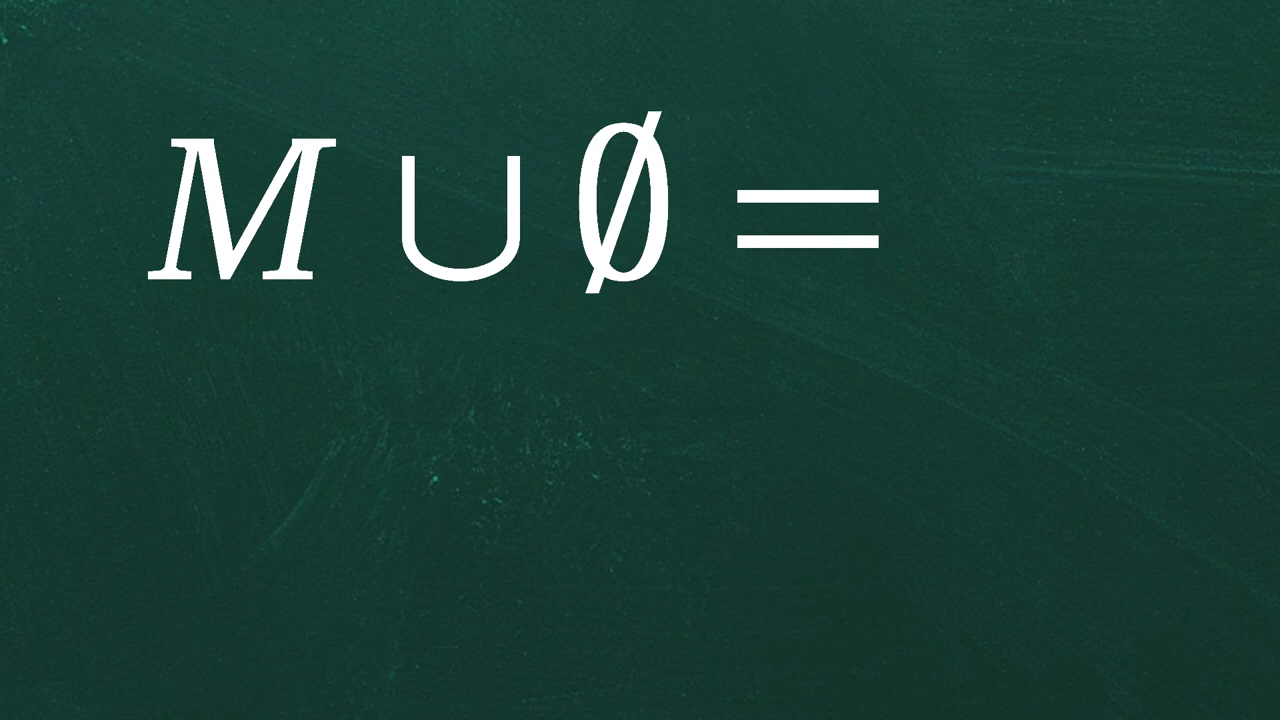 M ∪ ∅ =